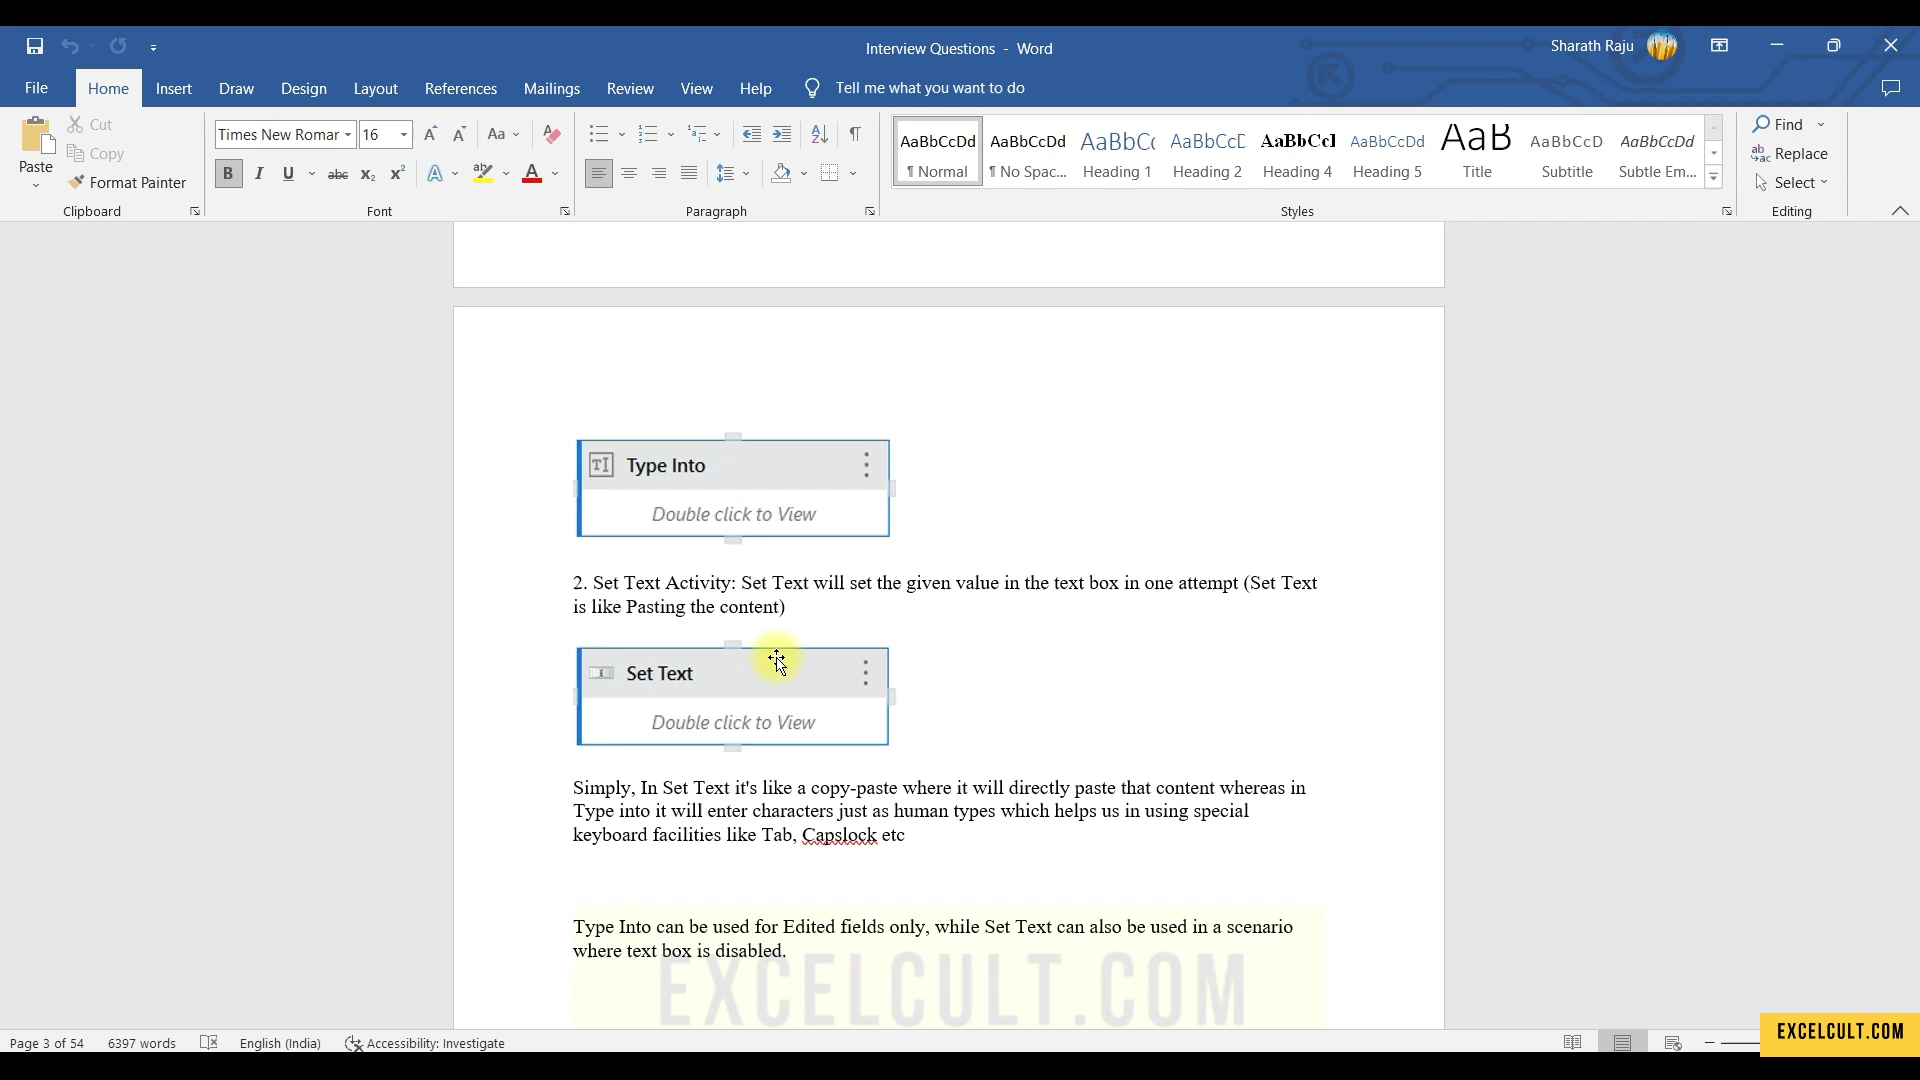 Interview Questions - Word
Sharath Raju
File Home Insert Draw Design Layout References Mailings Review View Help Tell me what you want to do
Paste
Cut
Copy
Format Painter
Clipboard
Times New Romar 16
Font
Paragraph
AaBbCcDd AaBbCcDd AaBbCc AaBbCcD AaBbCcI AaBbCcDd AaB AaBbCcD AaBbCcDd
¶ Normal ¶ No Spac... Heading 1 Heading 2 Heading 4 Heading 5 Title Subtitle Subtle Em...
Styles
Find
Replace
Select
Editing
Type Into
Double click to View
2. Set Text Activity: Set Text will set the given value in the text box in one attempt (Set Text
is like Pasting the content)
Set Text
Double click to View
Simply, In Set Text it's like a copy-paste where it will directly paste that content whereas in
Type into it will enter characters just as human types which helps us in using special
keyboard facilities like Tab, Capslock etc
Type Into can be used for Edited fields only, while Set Text can also be used in a scenario
where text box is disabled.
EXCELCULT.COM
Page 3 of 54 6397 words English (India) Accessibility: Investigate
EXCELCULT.COM